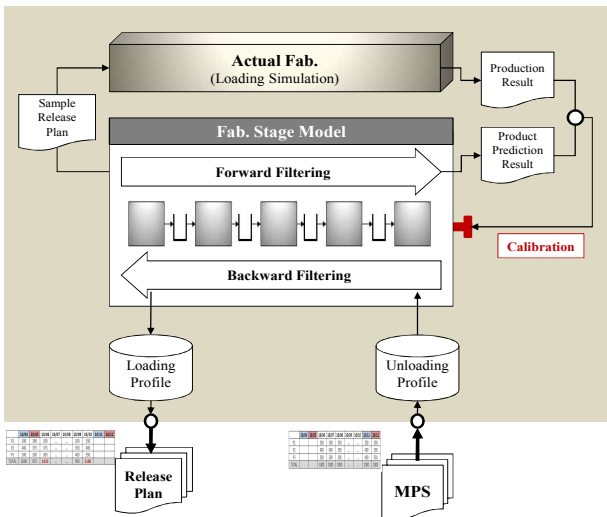 Actual Fab.
(Loading Simulation)
Production
Result
Sample
Release
Plan
Fab. Stage Model
Product
Prediction
Result
Forward Filtering
Calibration
Backward Filtering
Loading
Profile
Unloading
Profile
Release
Plan
MPS
TOTAL